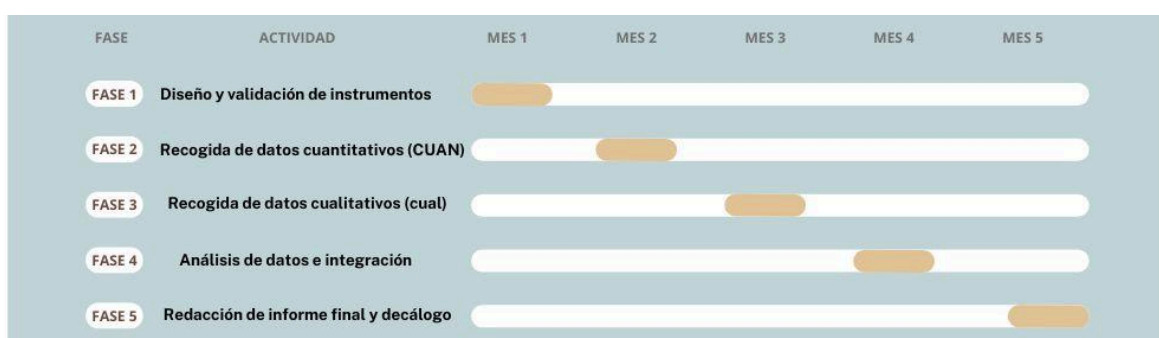 FASE ACTIVIDAD MES 1 MES 2 MES 3 MES 4 MES 5
FASE 1 Diseño y validación de instrumentos
FASE 2 Recogida de datos cuantitativos (CUAN)
FASE 3 Recogida de datos cualitativos (cual)
FASE 4 Análisis de datos e integración
FASE 5 Redacción de informe final y decálogo